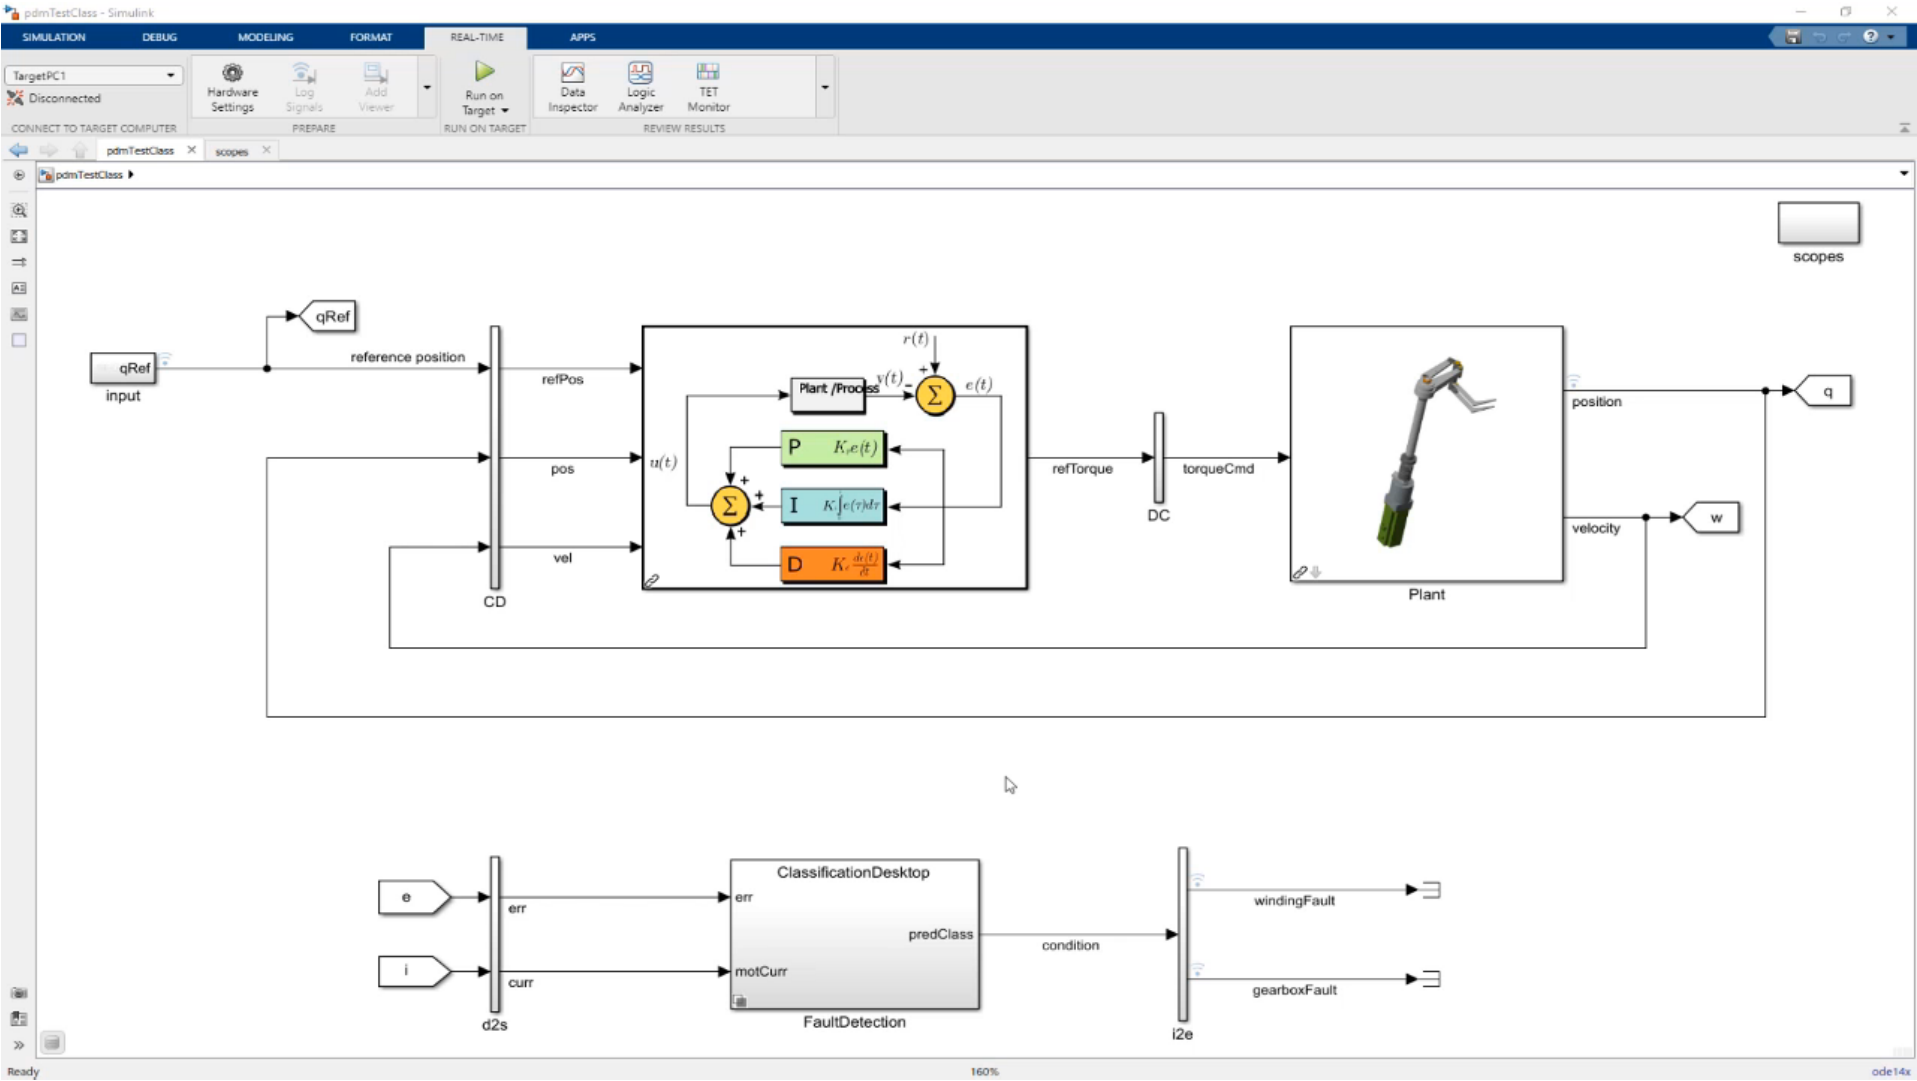 pdmTestClass - Simulink
SIMULATION DEBUG MODELING FORMAT REAL-TIME APPS
TargetPC1
Disconnected
Hardware Settings
Log Signals
Add Viewer
Run on Target
Data Inspector
Logic Analyzer
TET Monitor
CONNECT TO TARGET COMPUTER PREPARE RUN ON TARGET REVIEW RESULTS
pdmTestClass scopes
pdmTestClass
scopes
qRef
qRef
input
reference position
refPos
pos
vel
CD
r(t)
Plant /Process
y(t)
+
-
Σ
e(t)
u(t)
P
e(t)
Σ
+
+
+
I
e(τ)dτ
D
de(t)
dt
refTorque
DC
torqueCmd
Plant
position
q
velocity
w
e
err
i
curr
d2s
ClassificationDesktop
err
predClass
motCurr
FaultDetection
condition
windingFault
gearboxFault
i2e
Ready 160% ode14x